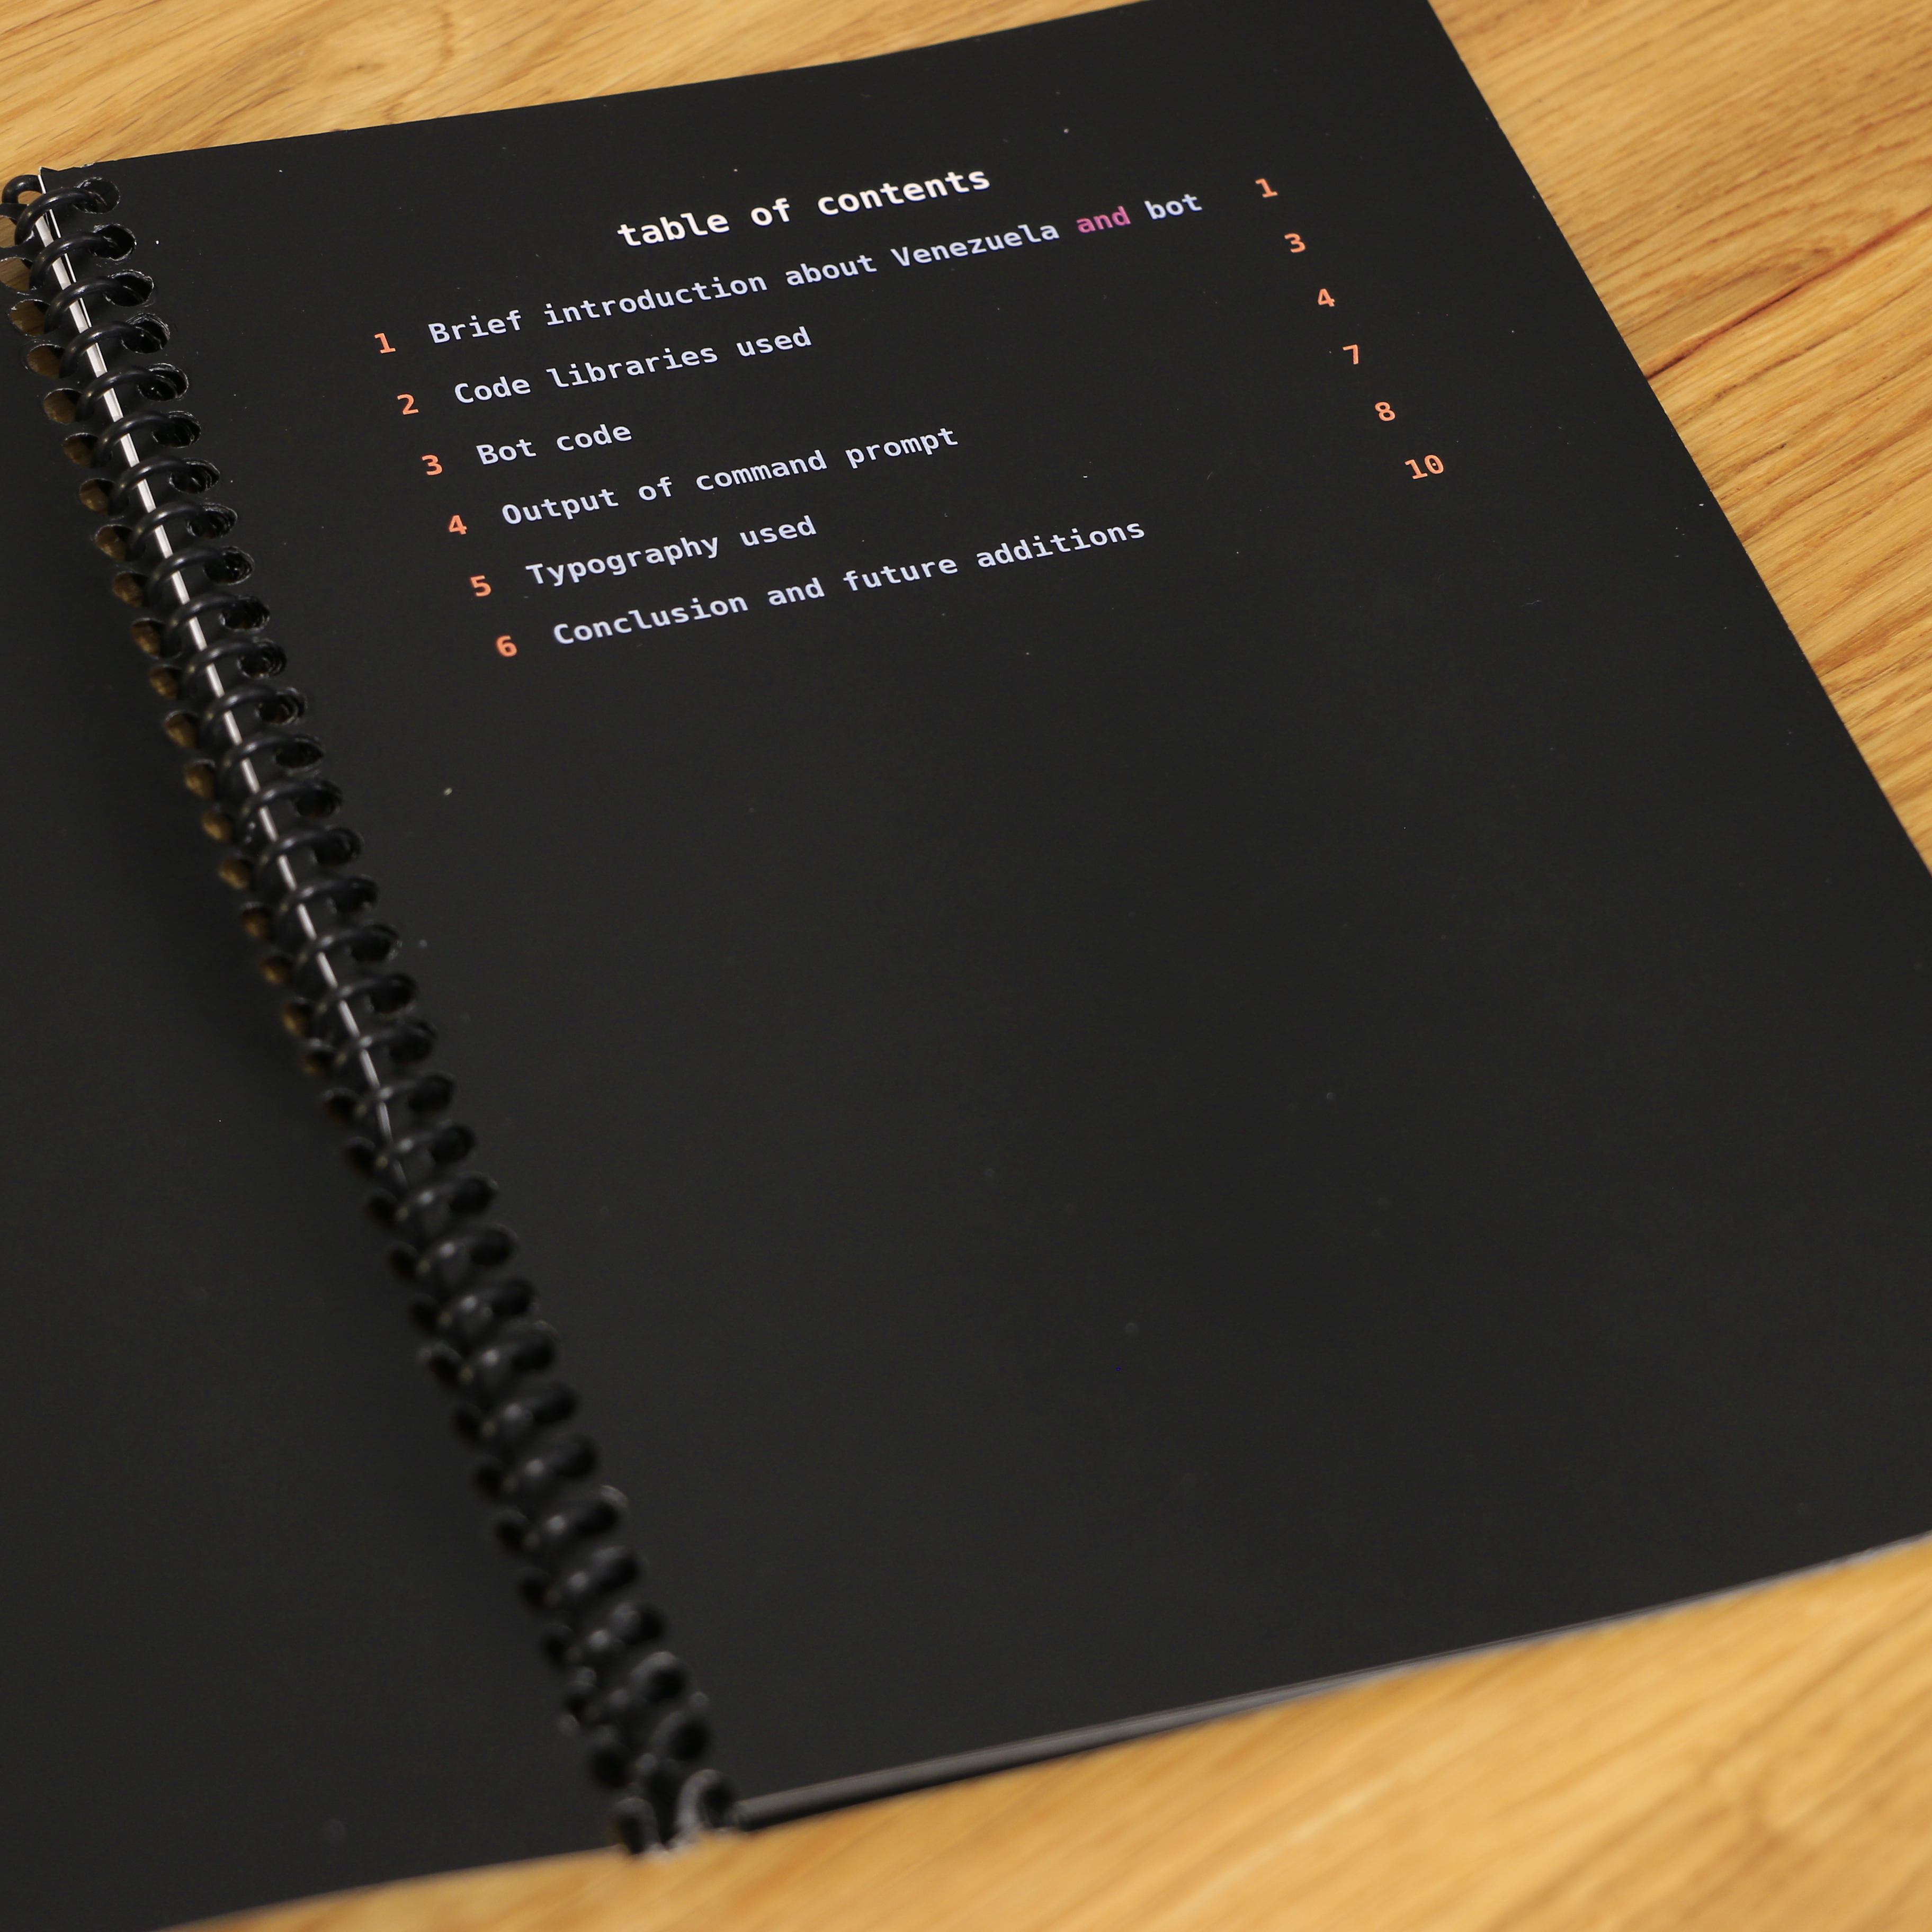 table of contents
1 Brief introduction about Venezuela and bot 1
2 Code libraries used 3
3 Bot code 4
4 Output of command prompt 7
5 Typography used 8
6 Conclusion and future additions 10